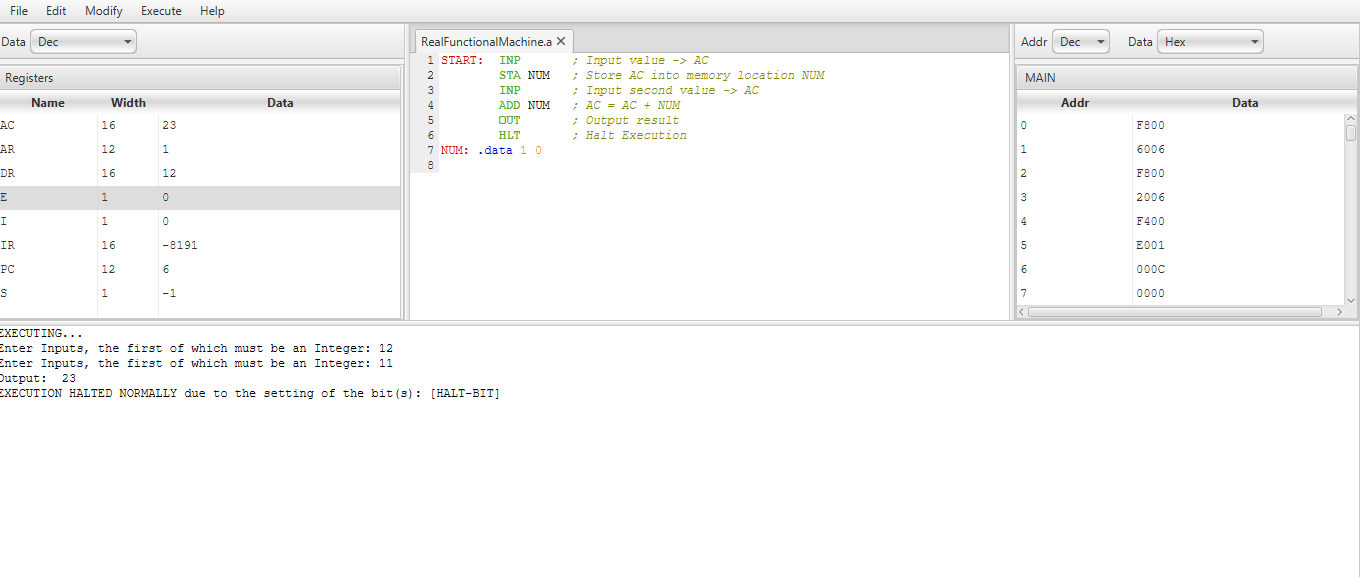 File Edit Modify Execute Help
Data Dec
RealFunctionalMachine.a
Addr Dec Data Hex
Registers
Name Width Data
AC 16 23
AR 12 1
DR 16 12
E 1 0
I 1 0
IR 16 -8191
PC 12 6
S 1 -1
1 START: INP ; Input value -> AC
2 STA NUM ; Store AC into memory location NUM
3 INP ; Input second value -> AC
4 ADD NUM ; AC = AC + NUM
5 OUT ; Output result
6 HLT ; Halt Execution
7 NUM: .data 1 0
8
MAIN
Addr Data
0 F800
1 6006
2 F800
3 2006
4 F400
5 E001
6 000C
7 0000
EXECUTING...
Enter Inputs, the first of which must be an Integer: 12
Enter Inputs, the first of which must be an Integer: 11
Output: 23
EXECUTION HALTED NORMALLY due to the setting of the bit(s): [HALT-BIT]